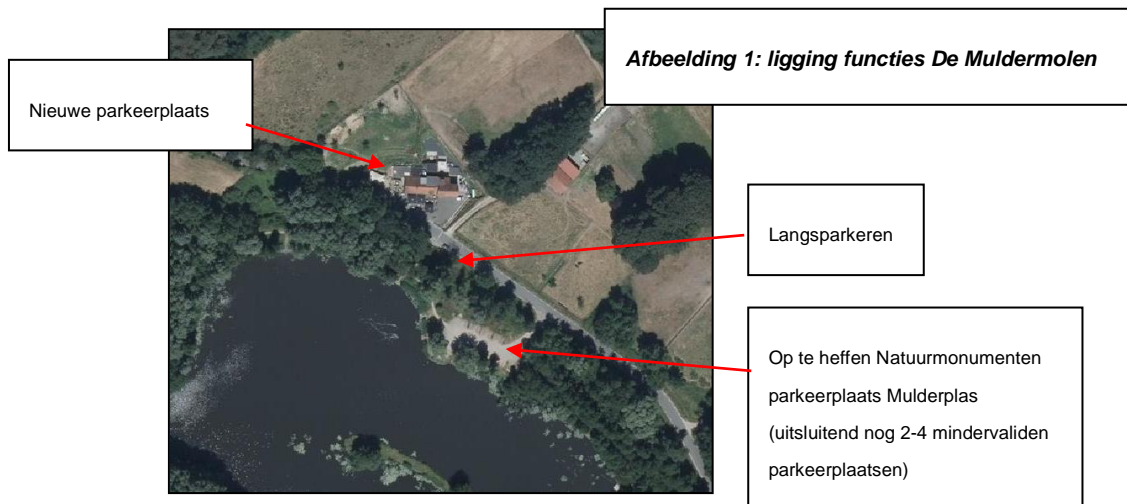 Afbeelding 1: ligging functies De Muldermolen
Nieuwe parkeerplaats
Langsparkeren
Op te heffen Natuurmonumenten
parkeerplaats Mulderplas
(uitsluitend nog 2-4 mindervaliden
parkeerplaatsen)